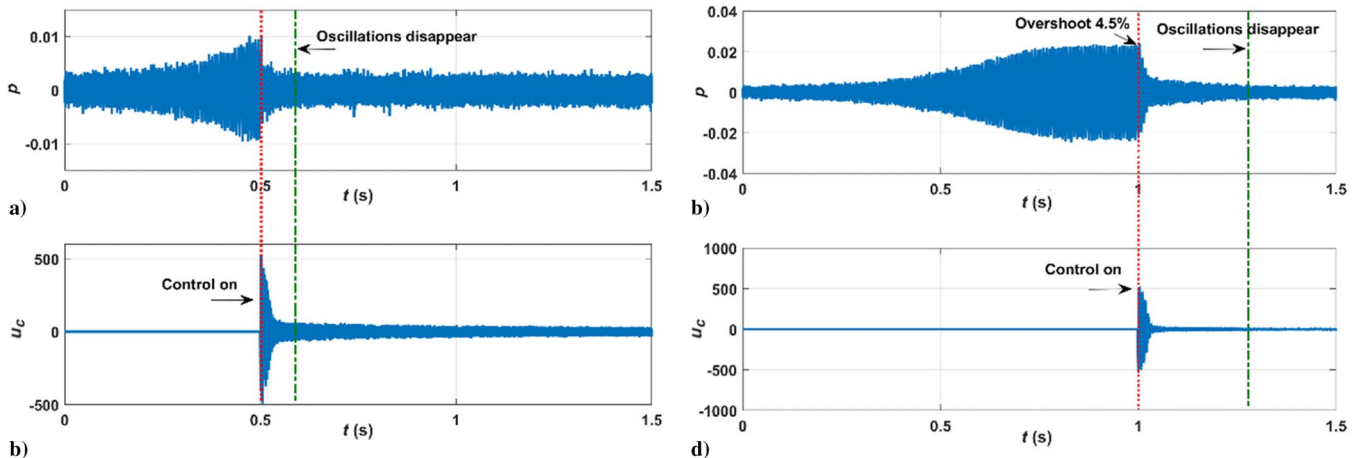 0.01
0
-0.01
p
Oscillations disappear
0
0.5
1
1.5
t (s)
a)
0.04
0.02
0
-0.02
-0.04
p
Overshoot 4.5%
Oscillations disappear
0
0.5
1
1.5
t (s)
b)
500
0
-500
uc
Control on
0
0.5
1
1.5
t (s)
b)
1000
500
0
-500
-1000
uc
Control on
0
0.5
1
1.5
t (s)
d)